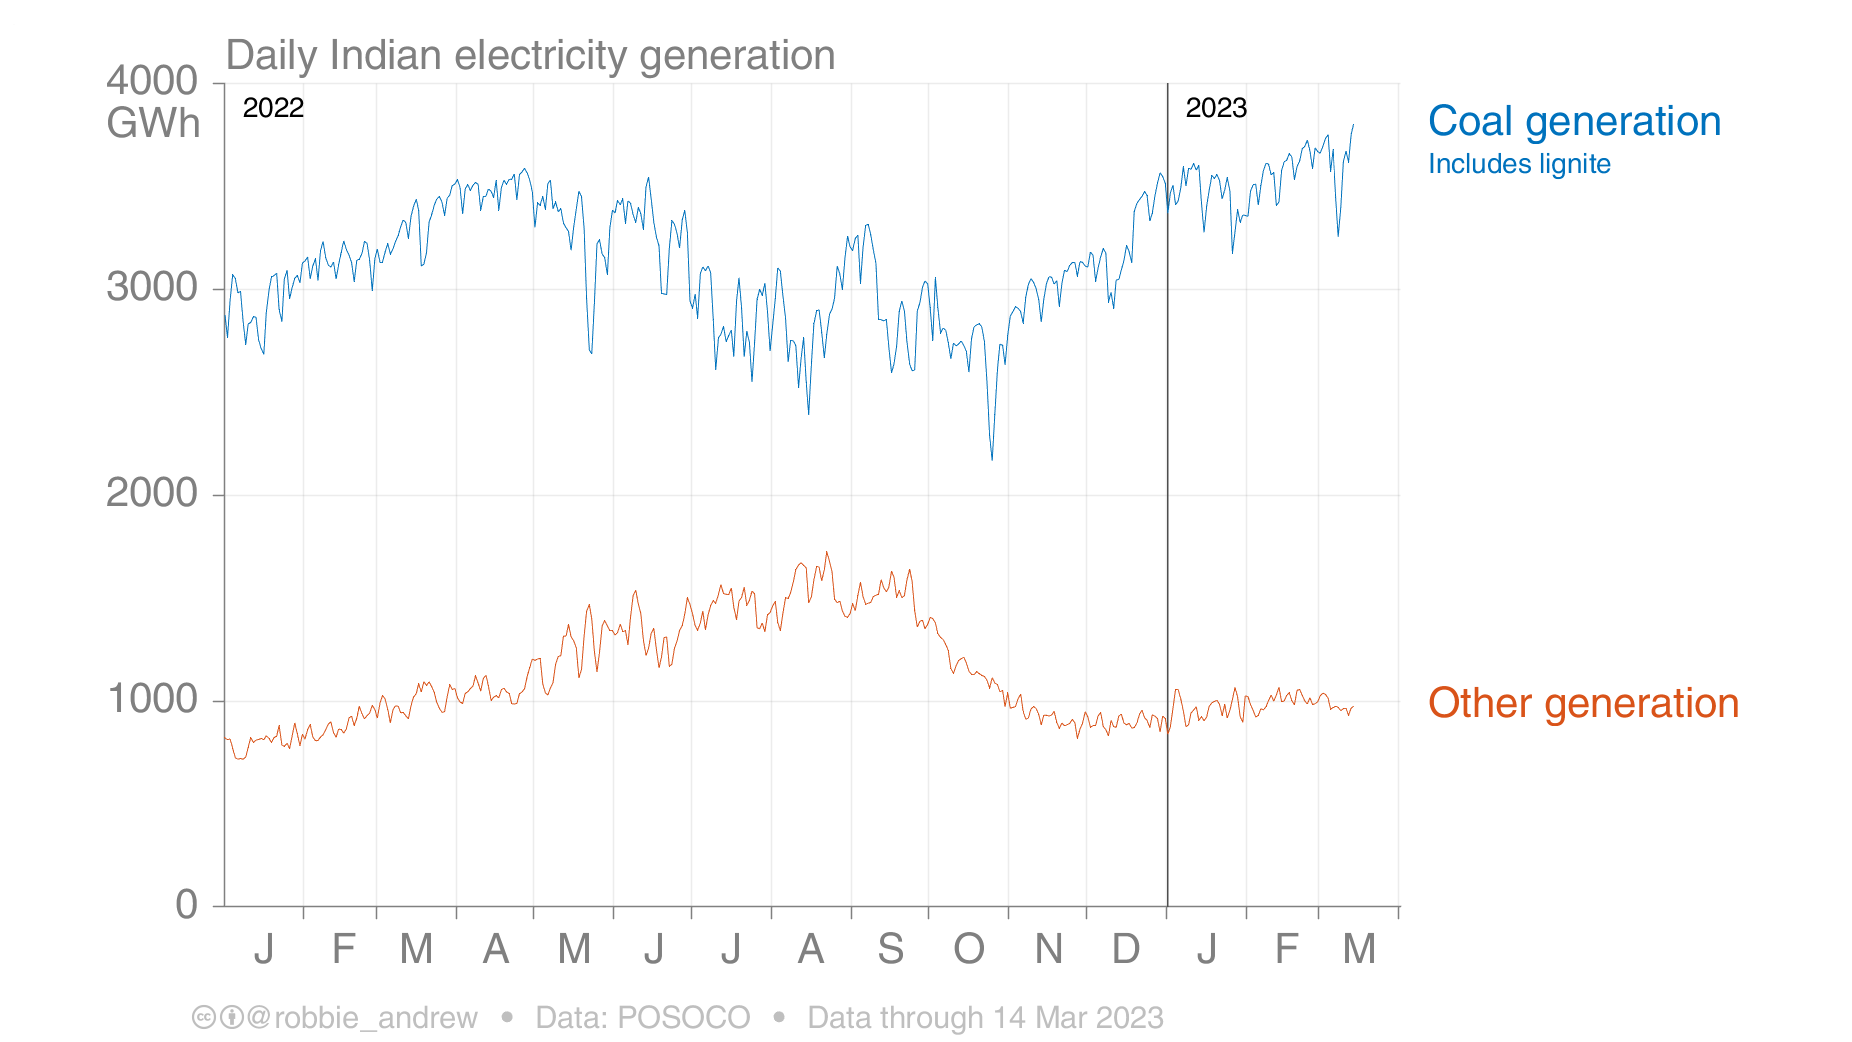 Daily Indian electricity generation
4000
GWh
2022
2023
Coal generation
Includes lignite
3000
2000
1000
Other generation
0
J F M A M J J A S O N D J F M
@robbie_andrew • Data: POSOCO • Data through 14 Mar 2023